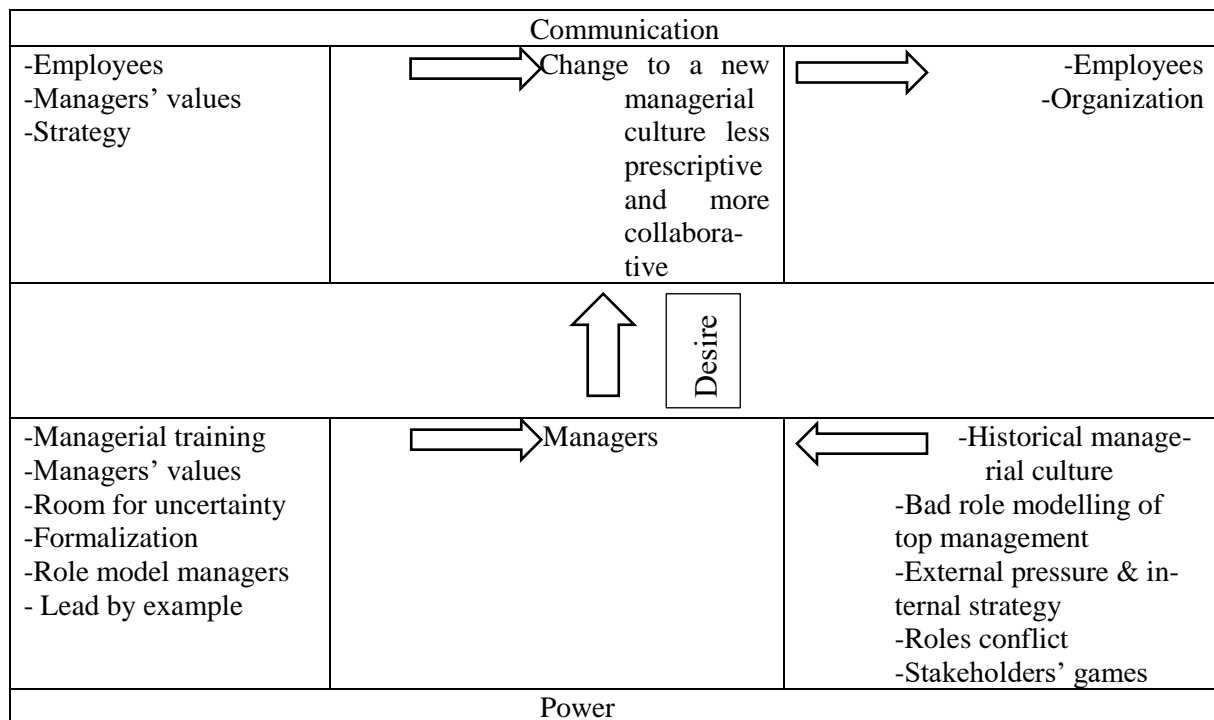 Communication
-Employees
-Managers’ values
-Strategy
Change to a new
managerial
culture less
prescriptive
and more
collabora-
tive
-Employees
-Organization
Desire
-Managerial training
-Managers’ values
-Room for uncertainty
-Formalization
-Role model managers
- Lead by example
Managers
-Historical manage-
rial culture
-Bad role modelling of
top management
-External pressure & in-
ternal strategy
-Roles conflict
-Stakeholders’ games
Power